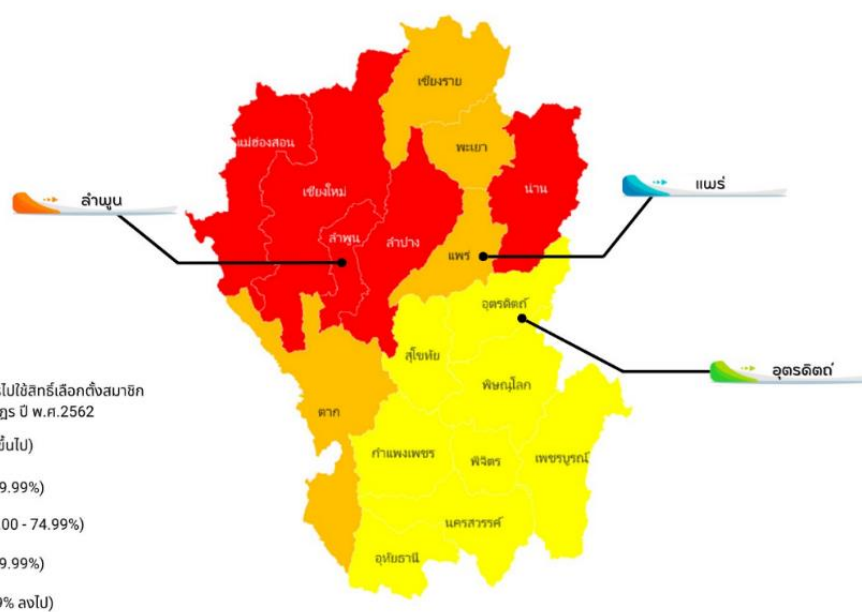 เชียงราย
แม่ฮ่องสอน
พะเยา
น่าน
เชียงใหม่
ลำพูน
แพร่
ลำพูน
ลำปาง
แพร่
อุตรดิตถ์
สุโขทัย
อุตรดิตถ์
พิษณุโลก
รไปใช้สิทธิ์เลือกตั้งสมาชิก
ฎร ปี พ.ศ.2562
ตาก
ขึ้นไป)
กำแพงเพชร
พิจิตร
เพชรบูรณ์
9.99%)
.00 - 74.99%)
นครสวรรค์
อุทัยธานี
9.99%)
9% ลงไป)